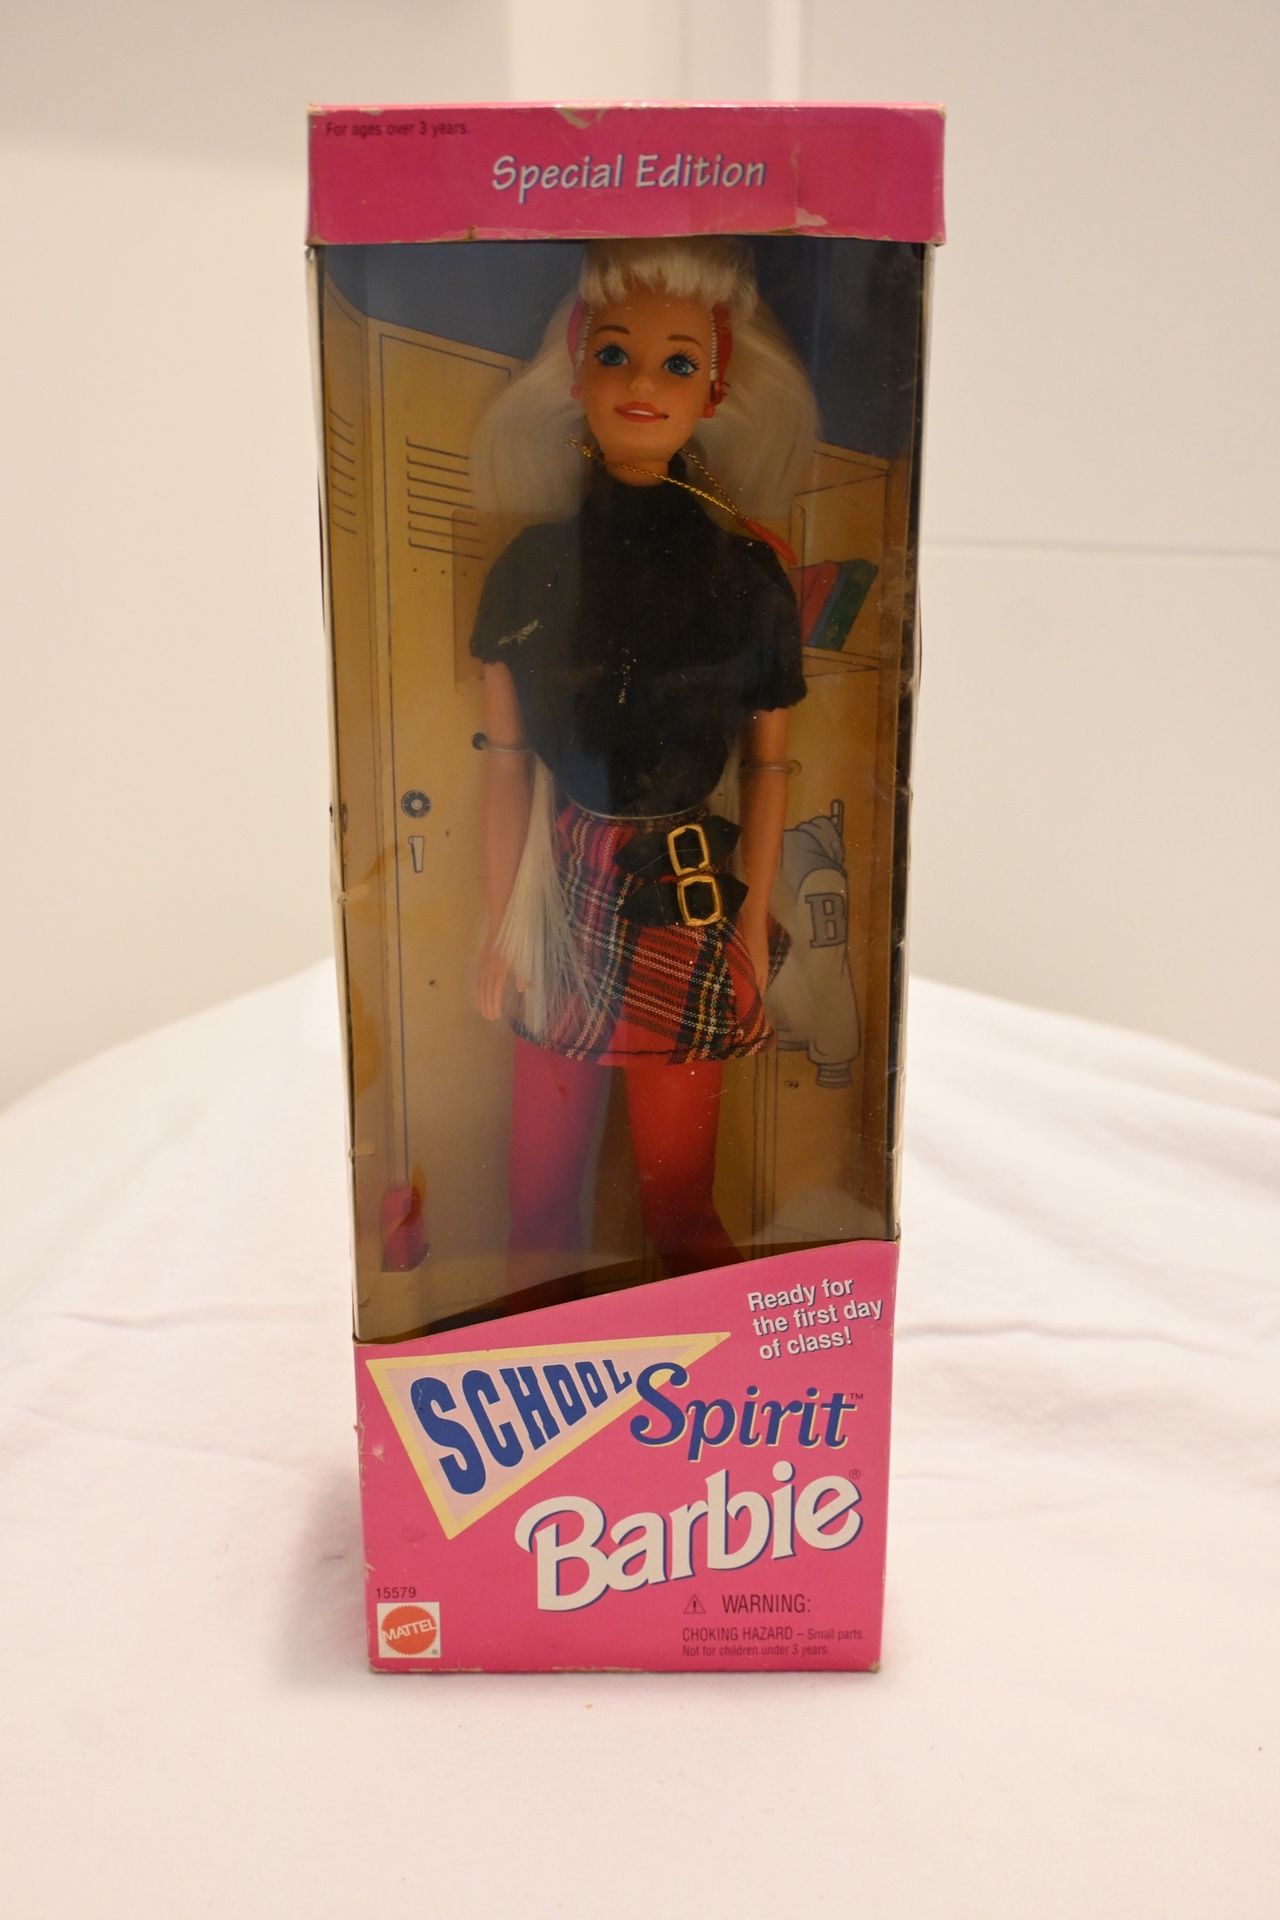 For ages over 3 years.
Special Edition
B
Ready for
the first day
of class!
SCHOOL
Spirit™
Barbie®
15579
MATTEL
®
⚠ WARNING:
CHOKING HAZARD – Small parts.
Not for children under 3 years.